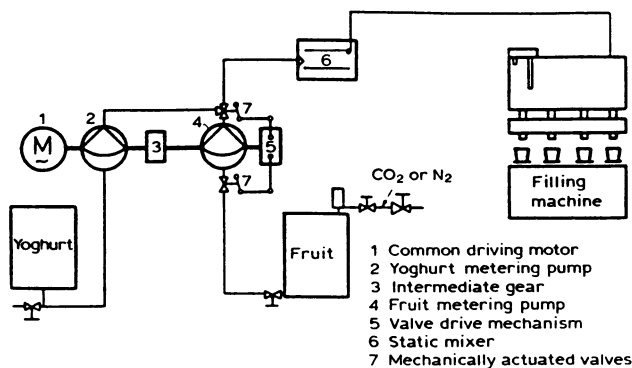 6
1
2
4
7
M
~
3
5
7
CO2 or N2
Filling
machine
Yoghurt
Fruit
1 Common driving motor
2 Yoghurt metering pump
3 Intermediate gear
4 Fruit metering pump
5 Valve drive mechanism
6 Static mixer
7 Mechanically actuated valves